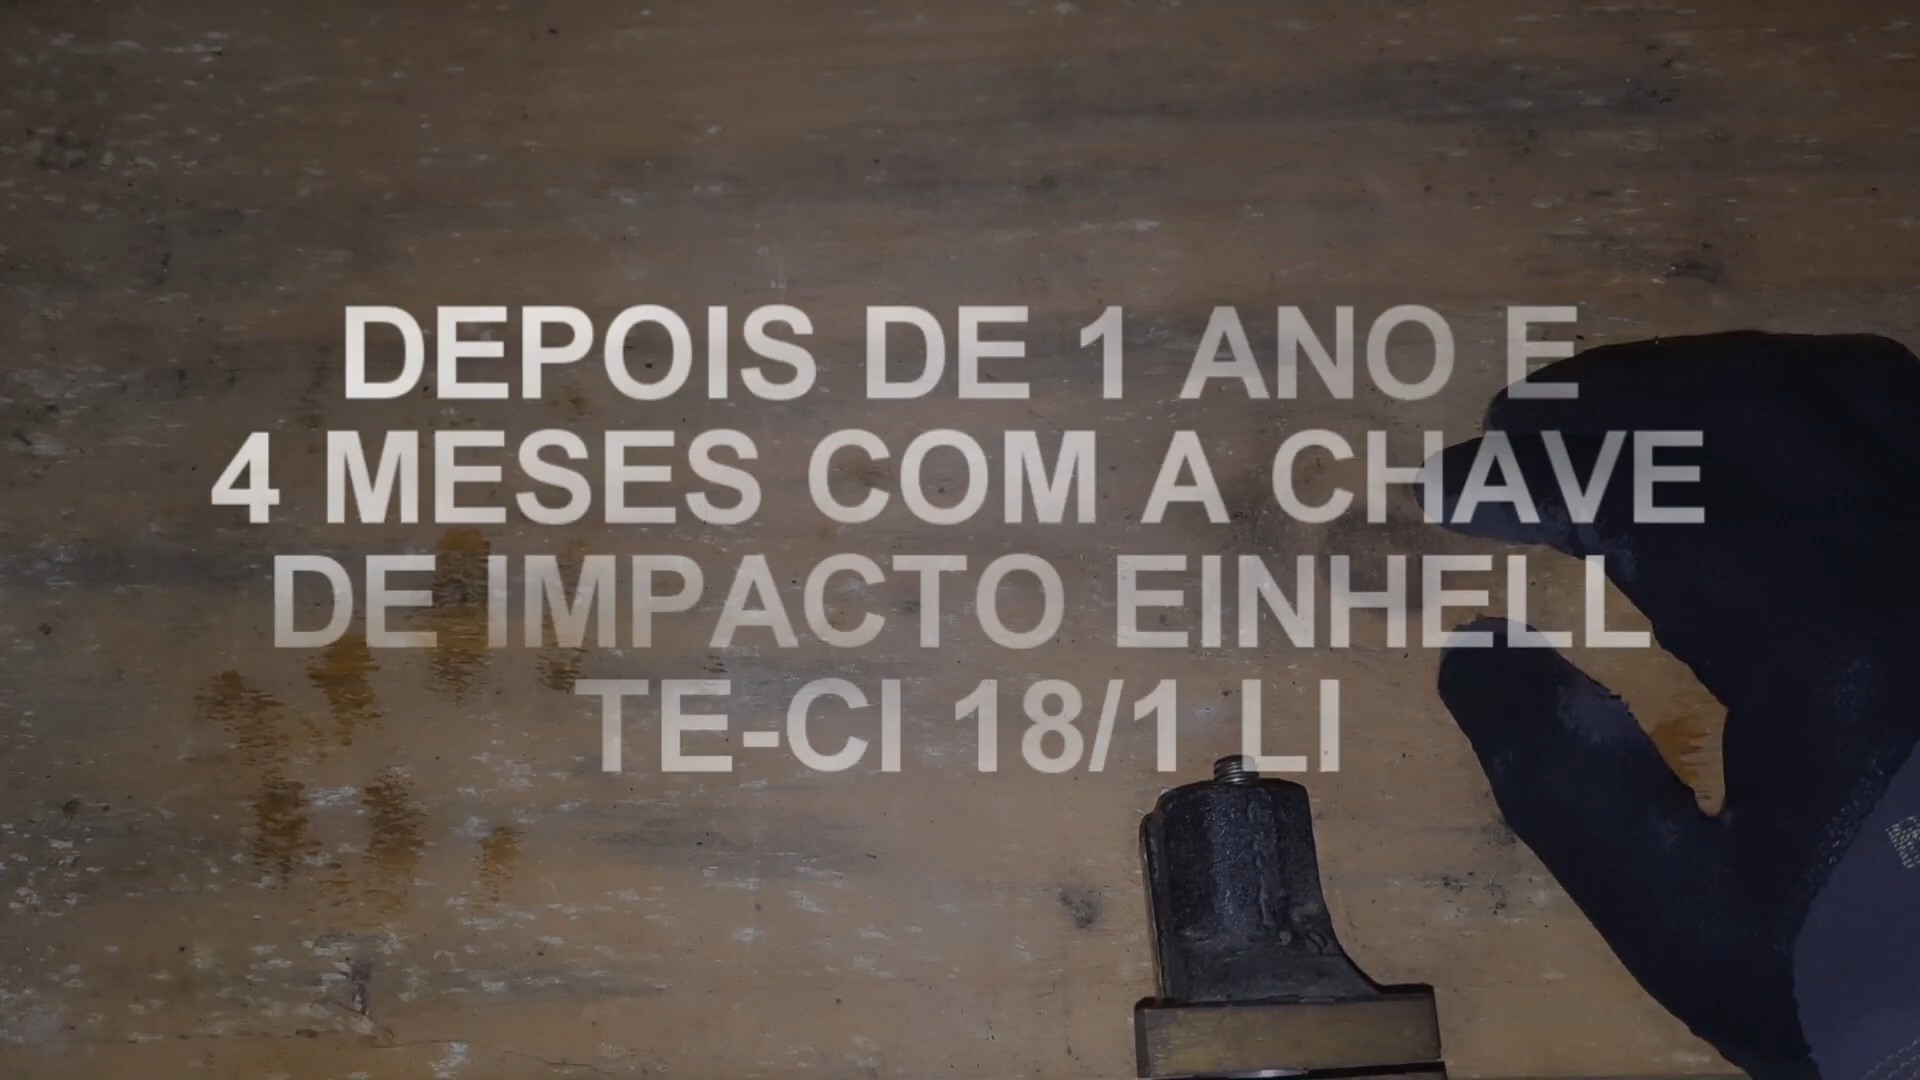 DEPOIS DE 1 ANO E
4 MESES COM A CHAVE
DE IMPACTO EINHELL
TE-CI 18/1 LI